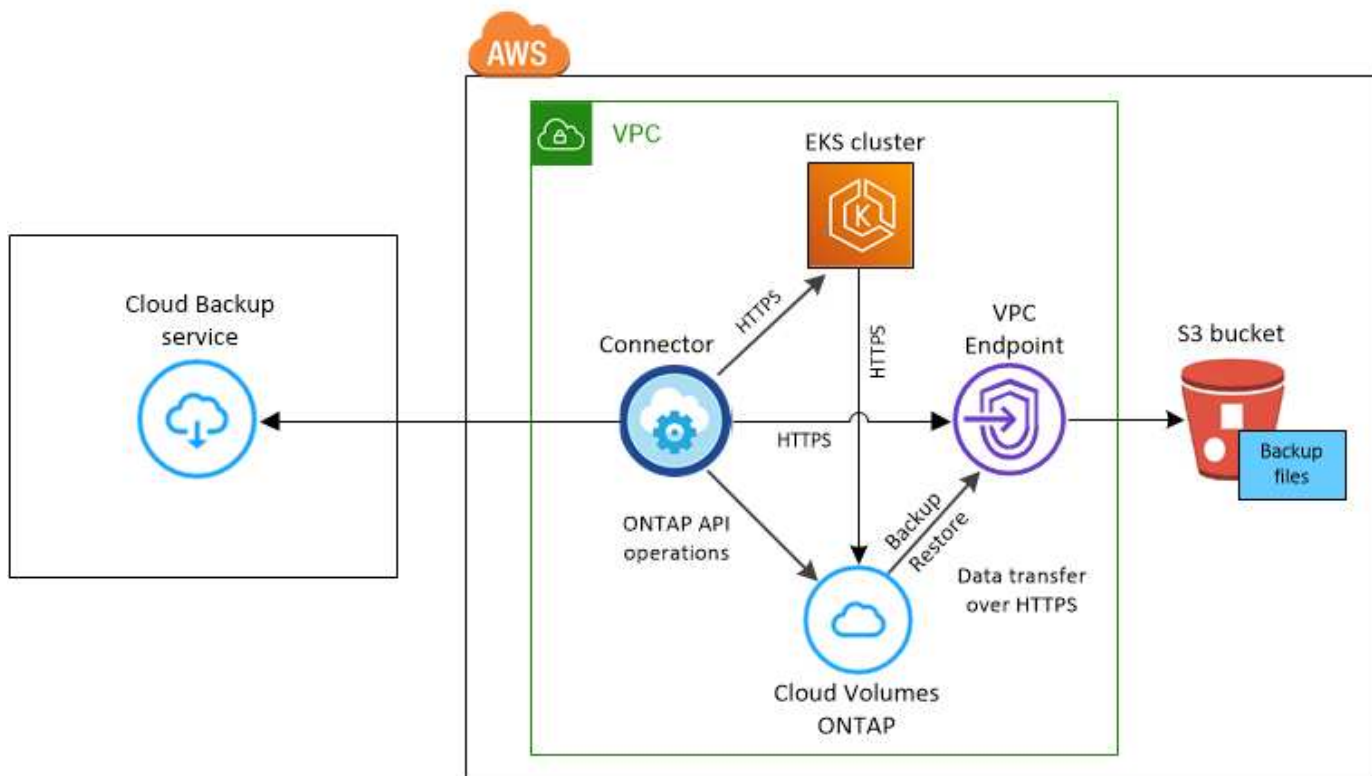 AWS
VPC
EKS cluster
K
Cloud Backup
service
HTTPS
HTTPS
VPC
Endpoint
Connector
S3 bucket
HTTPS
Backup
files
ONTAP API
operations
Backup
Restore
Data transfer
over HTTPS
Cloud Volumes
ONTAP